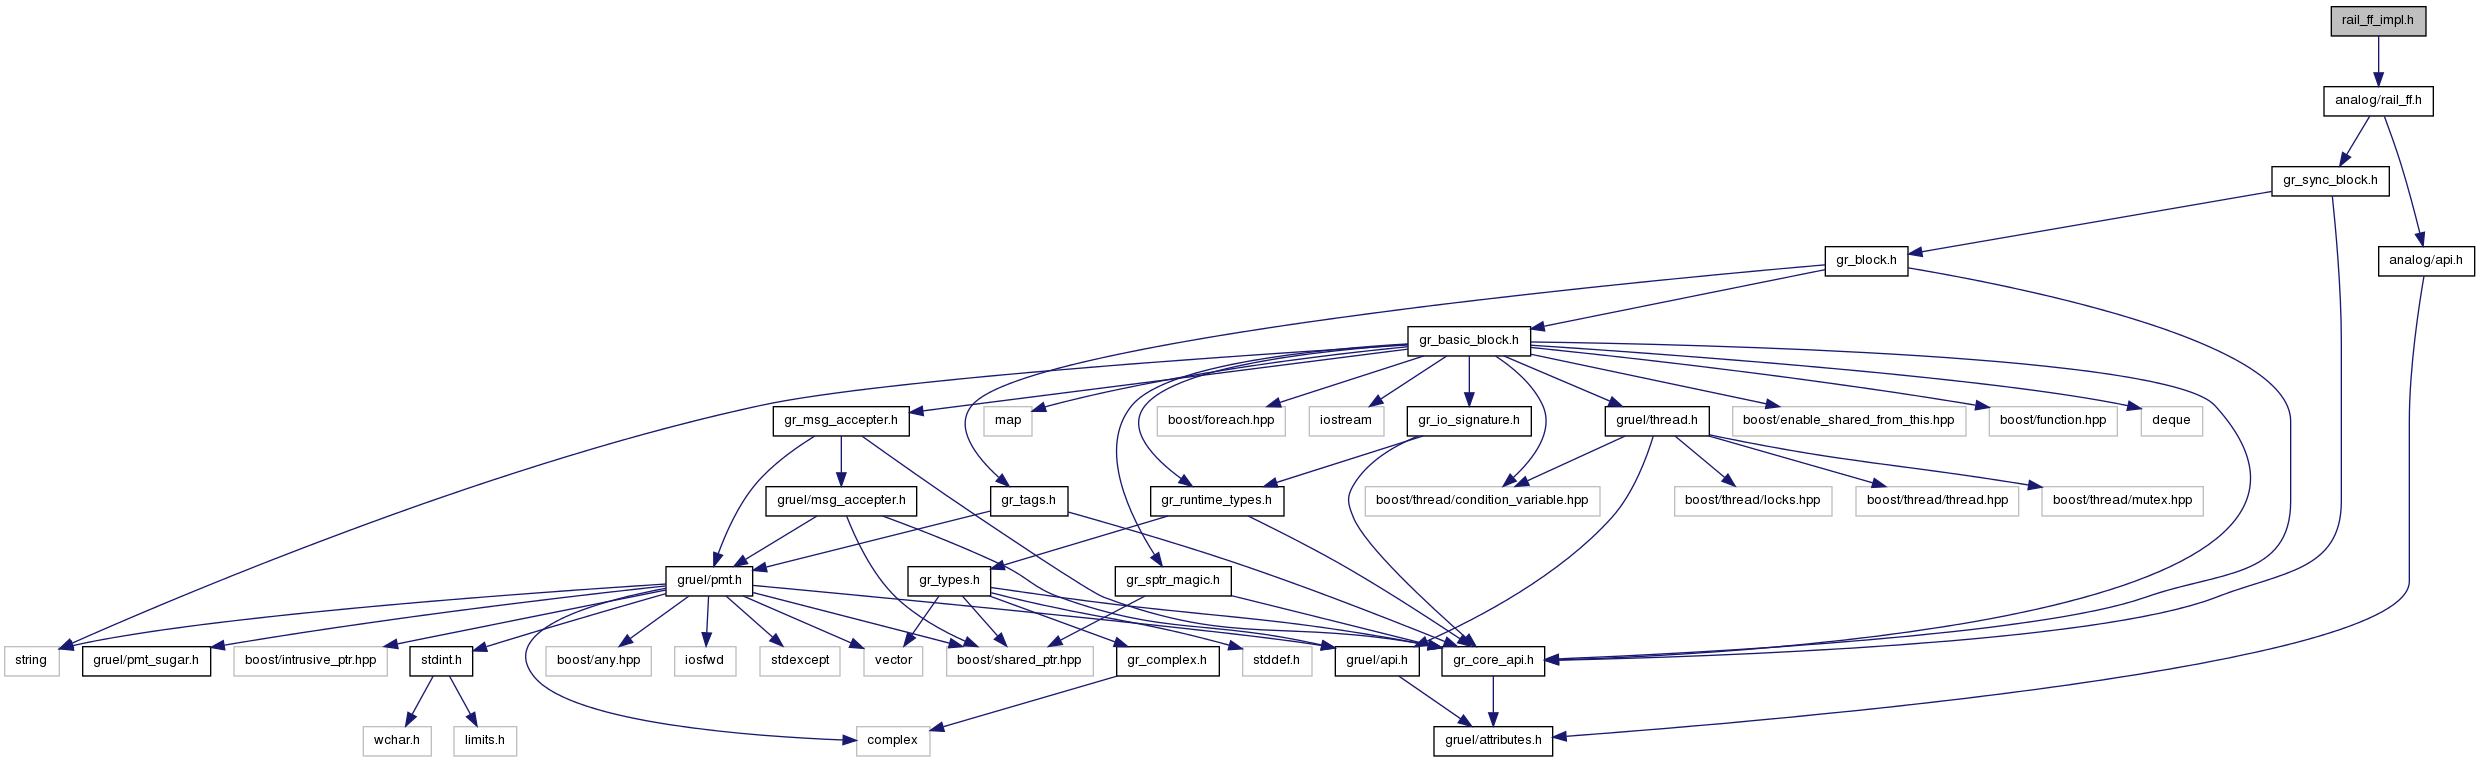 rail_ff_impl.h
analog/rail_ff.h
gr_sync_block.h
gr_block.h
analog/api.h
gr_basic_block.h
gr_msg_accepter.h
map
boost/foreach.hpp
iostream
gr_io_signature.h
gruel/thread.h
boost/enable_shared_from_this.hpp
boost/function.hpp
deque
gruel/msg_accepter.h
gr_tags.h
gr_runtime_types.h
boost/thread/condition_variable.hpp
boost/thread/locks.hpp
boost/thread/thread.hpp
boost/thread/mutex.hpp
gruel/pmt.h
gr_types.h
gr_sptr_magic.h
string
gruel/pmt_sugar.h
boost/intrusive_ptr.hpp
stdint.h
boost/any.hpp
iosfwd
stdexcept
vector
boost/shared_ptr.hpp
gr_complex.h
stddef.h
gruel/api.h
gr_core_api.h
wchar.h
limits.h
complex
gruel/attributes.h